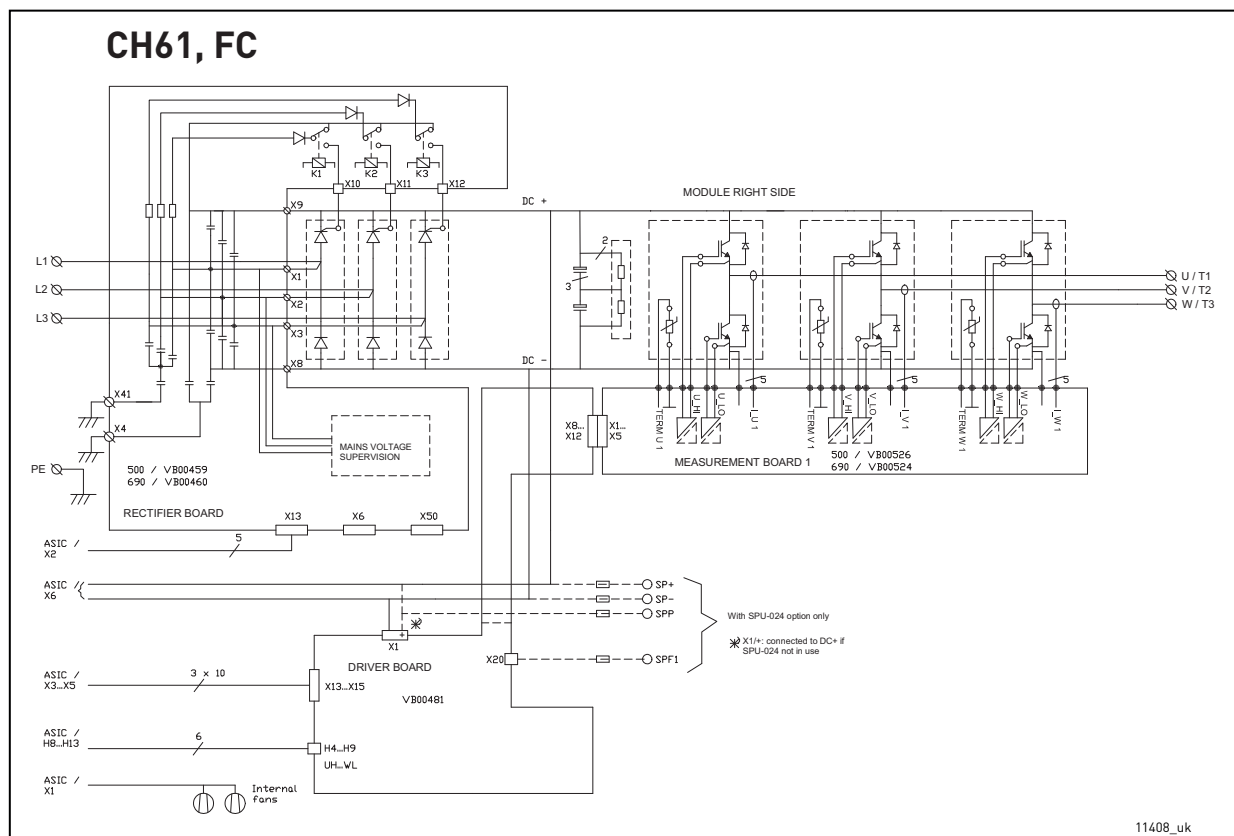 CH61, FC
K1
K2
K3
X10
X11
X12
X9
DC +
MODULE RIGHT SIDE
L1
L2
L3
X1
X2
X3
2
3
U / T1
V / T2
W / T3
X8
DC -
5
5
5
X41
X4
TERM U 1
U_HI
U_LO
I_U 1
TERM V 1
V_HI
V_LO
I_V 1
TERM W 1
W_HI
W_LO
I_W 1
X8...
X12
X1...
X5
MAINS VOLTAGE
SUPERVISION
MEASUREMENT BOARD 1
500 / VB00526
690 / VB00524
PE
500 / VB00459
690 / VB00460
RECTIFIER BOARD
X13
X6
X50
ASIC /
X2
5
ASIC /
X6
SP+
SP-
SPP
With SPU-024 option only
X1/+: connected to DC+ if
SPU-024 not in use
X1
+
DRIVER BOARD
X20
SPF1
ASIC /
X3...X5
3 x 10
X13...X15
VB00481
ASIC /
H8...H13
6
H4...H9
UH...WL
ASIC /
X1
Internal
fans
11408_uk